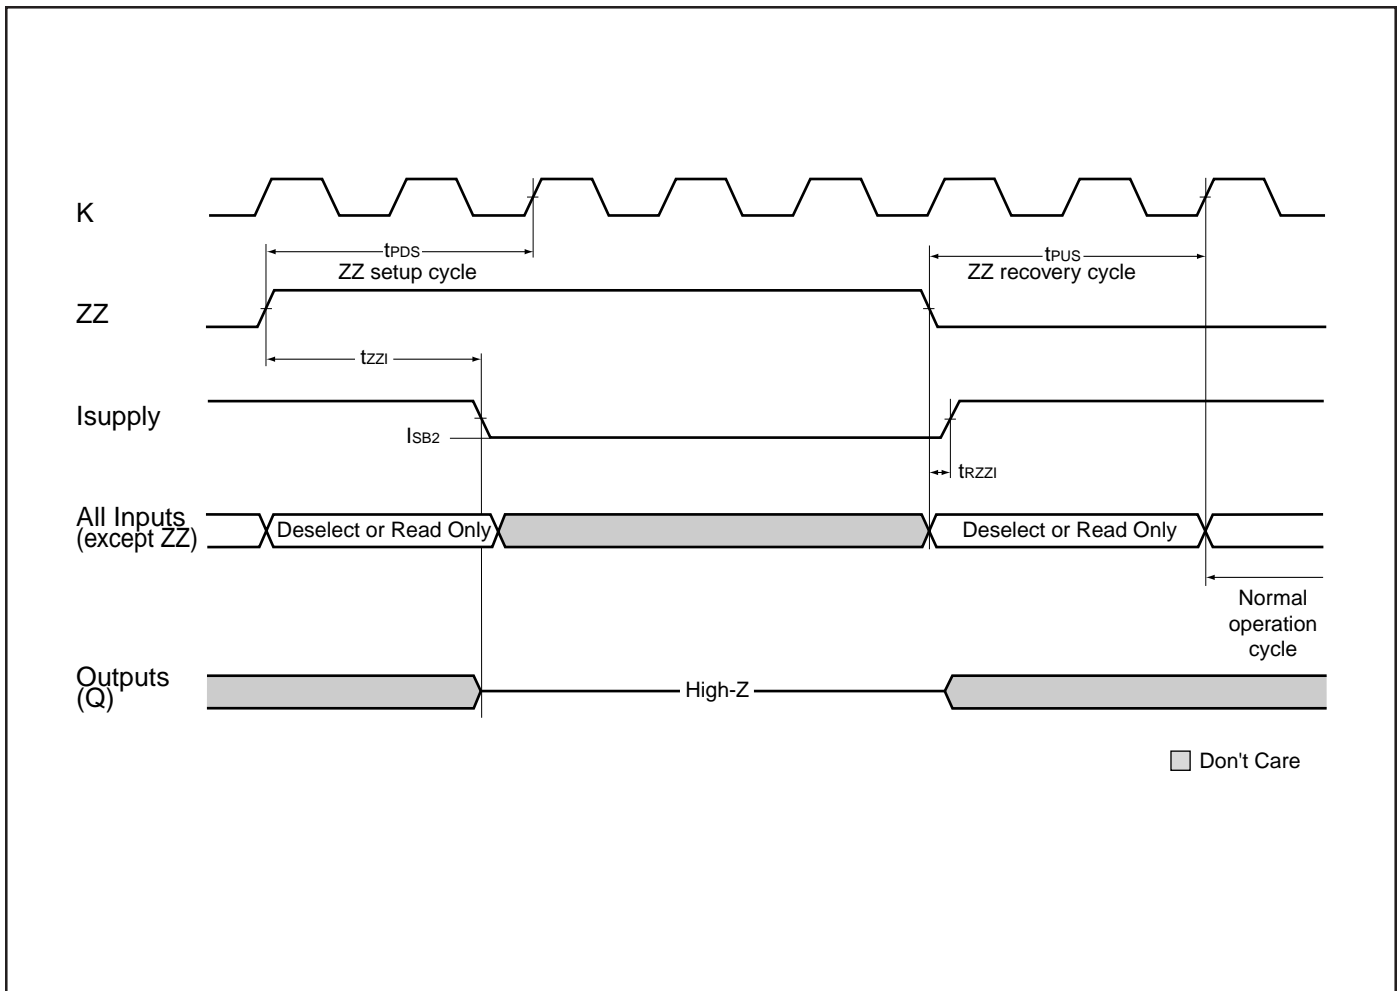 K
tPDS
ZZ setup cycle
tPUS
ZZ recovery cycle
ZZ
tZZI
Isupply
ISB2
tRZZI
All Inputs
(except ZZ)
Deselect or Read Only
Deselect or Read Only
Normal
operation
cycle
Outputs
(Q)
High-Z
Don't Care